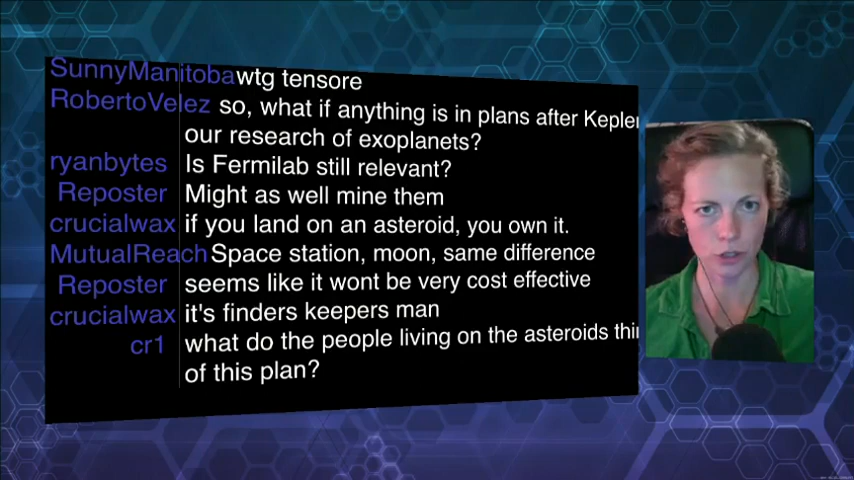 SunnyManitoba wtg tensore
RobertoVelez so, what if anything is in plans after Kepler
our research of exoplanets?
ryanbytes Is Fermilab still relevant?
Reposter Might as well mine them
crucialwax if you land on an asteroid, you own it.
MutualReach Space station, moon, same difference
Reposter seems like it wont be very cost effective
crucialwax it's finders keepers man
cr1 what do the people living on the asteroids
of this plan?